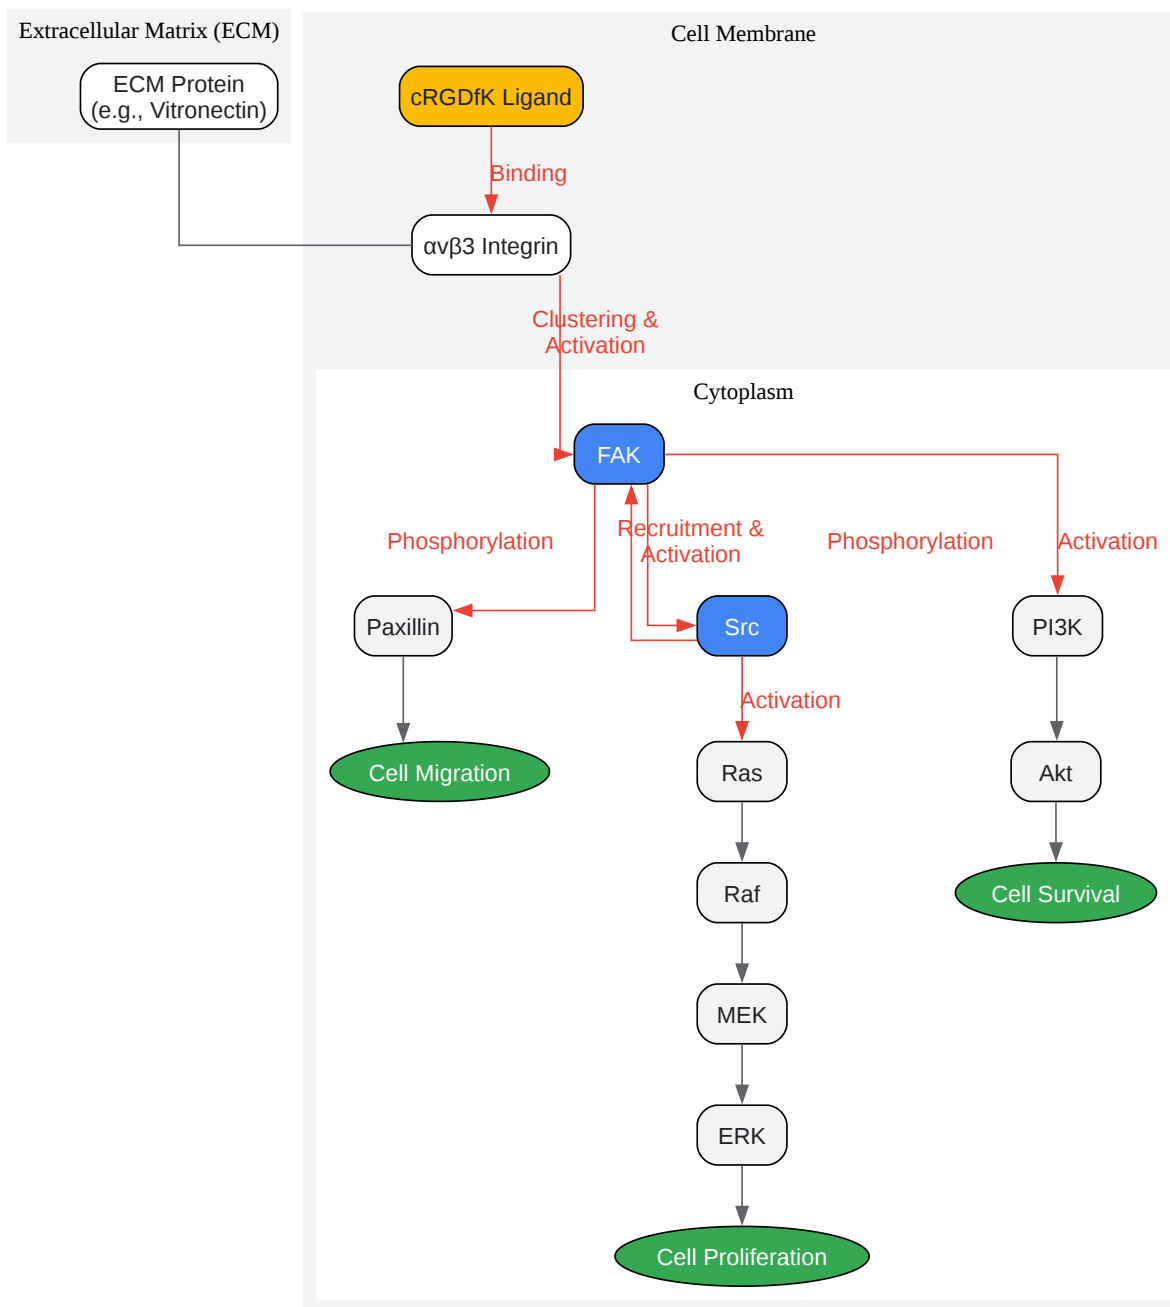 Extracellular Matrix (ECM)
Cell Membrane
ECM Protein
(e.g., Vitronectin)
cRGDfK Ligand
Binding
αvβ3 Integrin
Clustering &
Activation
Cytoplasm
FAK
Phosphorylation
Recruitment &
Activation
Phosphorylation
Activation
Paxillin
Src
PI3K
Activation
Cell Migration
Ras
Akt
Raf
Cell Survival
MEK
ERK
Cell Proliferation